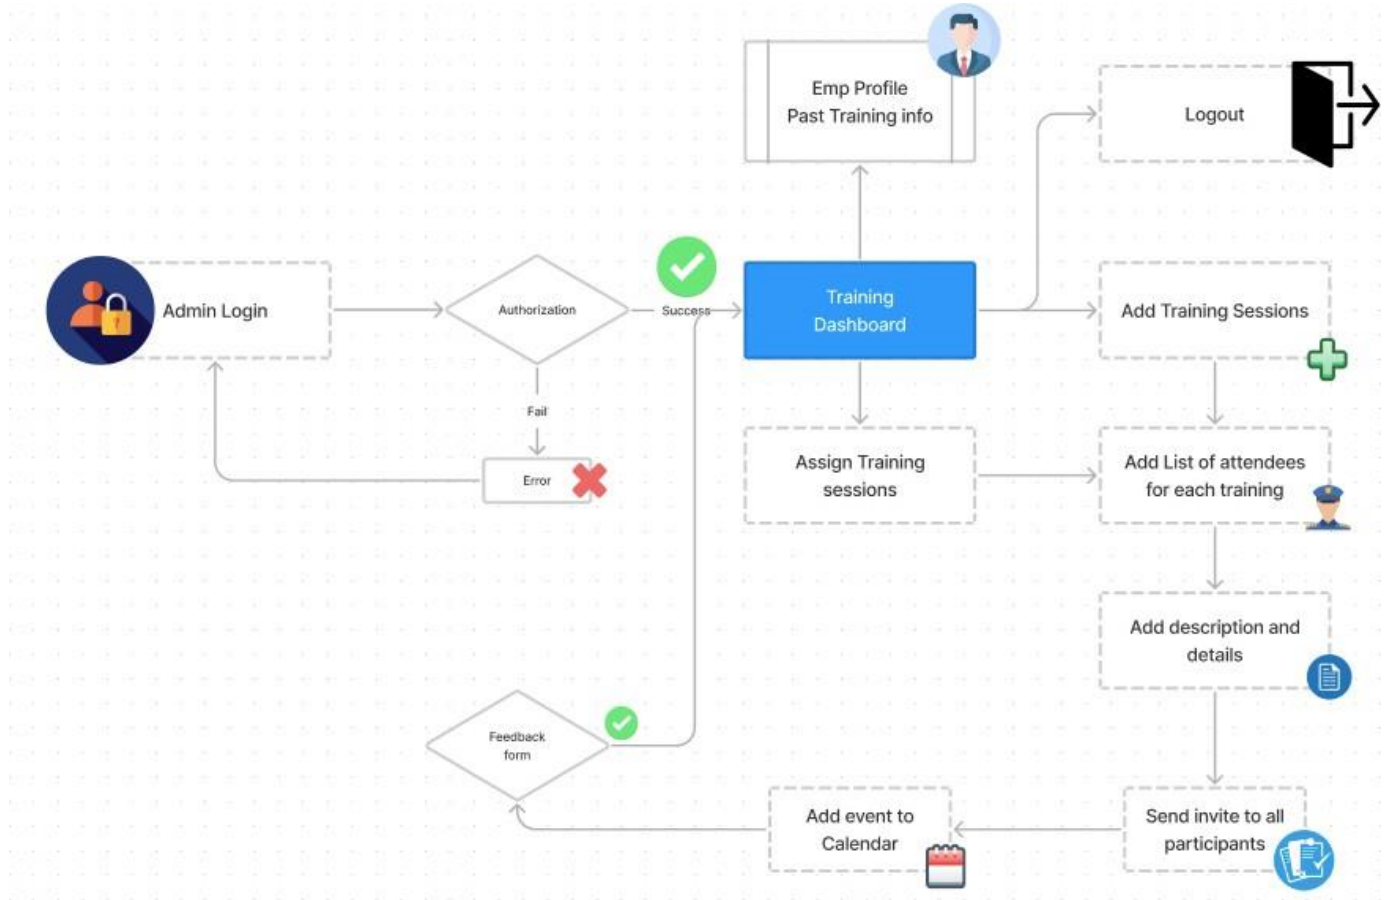 Emp Profile
Past Training info
Logout
Admin Login
Authorization
Success
Training
Dashboard
Add Training Sessions
Fail
Error
Assign Training
sessions
Add List of attendees
for each training
Add description and
details
Feedback
form
Add event to
Calendar
Send invite to all
participants